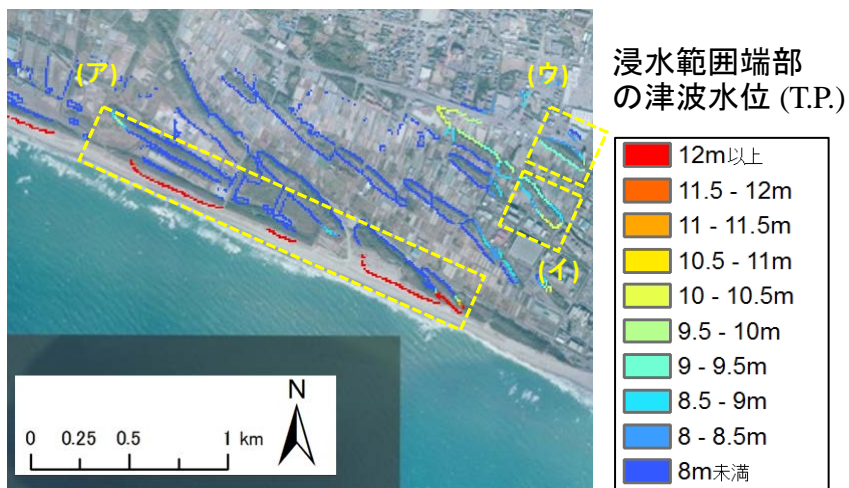 (ア)
(ウ)
(イ)
N
0 0.25 0.5 1 km
浸水範囲端部
の津波水位 (T.P.)
12m以上
11.5 - 12m
11 - 11.5m
10.5 - 11m
10 - 10.5m
9.5 - 10m
9 - 9.5m
8.5 - 9m
8 - 8.5m
8m未満